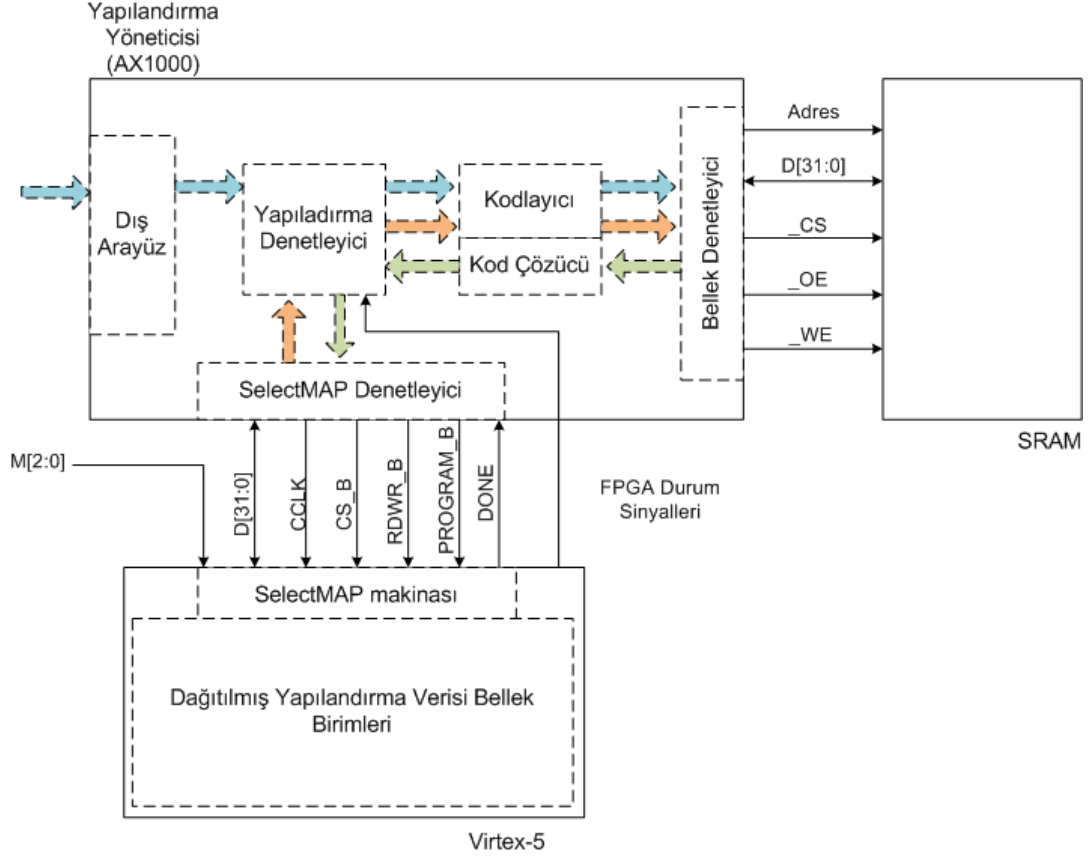 Yapılandırma
Yöneticisi
(AX1000)
Dış
Arayüz
Yapıladırma
Denetleyici
Kodlayıcı
Kod Çözücü
Bellek Denetleyici
Adres
D[31:0]
_CS
_OE
_WE
SRAM
SelectMAP Denetleyici
M[2:0]
D[31:0]
CCLK
CS_B
RDWR_B
PROGRAM_B
DONE
FPGA Durum
Sinyalleri
SelectMAP makinası
Dağıtılmış Yapılandırma Verisi Bellek
Birimleri
Virtex-5